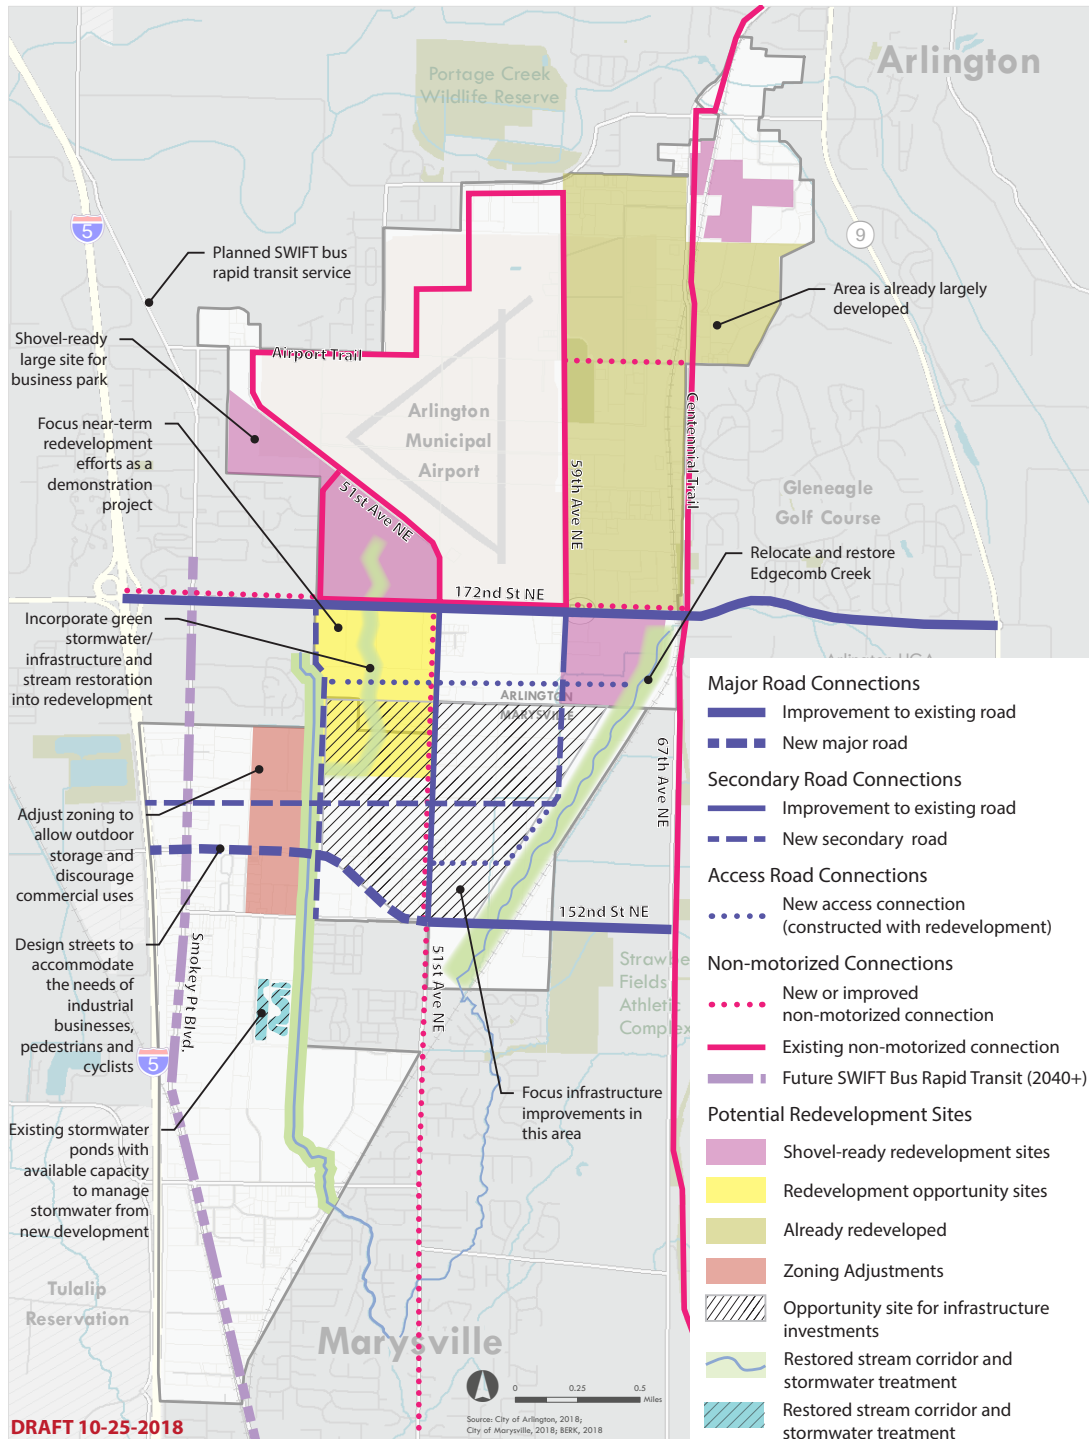 Arlington
Portage Creek
Wildlife Reserve
5
9
Planned SWIFT bus
rapid transit service
Area is already largely
developed
Shovel-ready
large site for
business park
Airport Trail
Focus near-term
redevelopment
efforts as a
demonstration
project
Arlington
Municipal
Airport
Centennial Trail
51st Ave NE
59th Ave NE
Gleneagle
Golf Course
Relocate and restore
Edgecomb Creek
172nd St NE
Incorporate green
stormwater/
infrastructure and
stream restoration
into redevelopment
ARLINGTON
MARYSVILLE
67th Ave NE
Adjust zoning to
allow outdoor
storage and
discourage
commercial uses
152nd St NE
Design streets to
accommodate
the needs of
industrial
businesses,
pedestrians and
cyclists
Smokey Pt Blvd.
51st Ave NE
Strawbe
Fields
Athletic
Complex
5
Focus infrastructure
improvements in
this area
Existing stormwater
ponds with
available capacity
to manage
stormwater from
new development
Tulalip
Reservation
Marysville
0 0.25 0.5
Miles
Source: City of Arlington, 2018;
City of Marysville, 2018; BERK, 2018
DRAFT 10-25-2018
Major Road Connections
Improvement to existing road
New major road
Secondary Road Connections
Improvement to existing road
New secondary road
Access Road Connections
New access connection
(constructed with redevelopment)
Non-motorized Connections
New or improved
non-motorized connection
Existing non-motorized connection
Future SWIFT Bus Rapid Transit (2040+)
Potential Redevelopment Sites
Shovel-ready redevelopment sites
Redevelopment opportunity sites
Already redeveloped
Zoning Adjustments
Opportunity site for infrastructure
investments
Restored stream corridor and
stormwater treatment
Restored stream corridor and
stormwater treatment